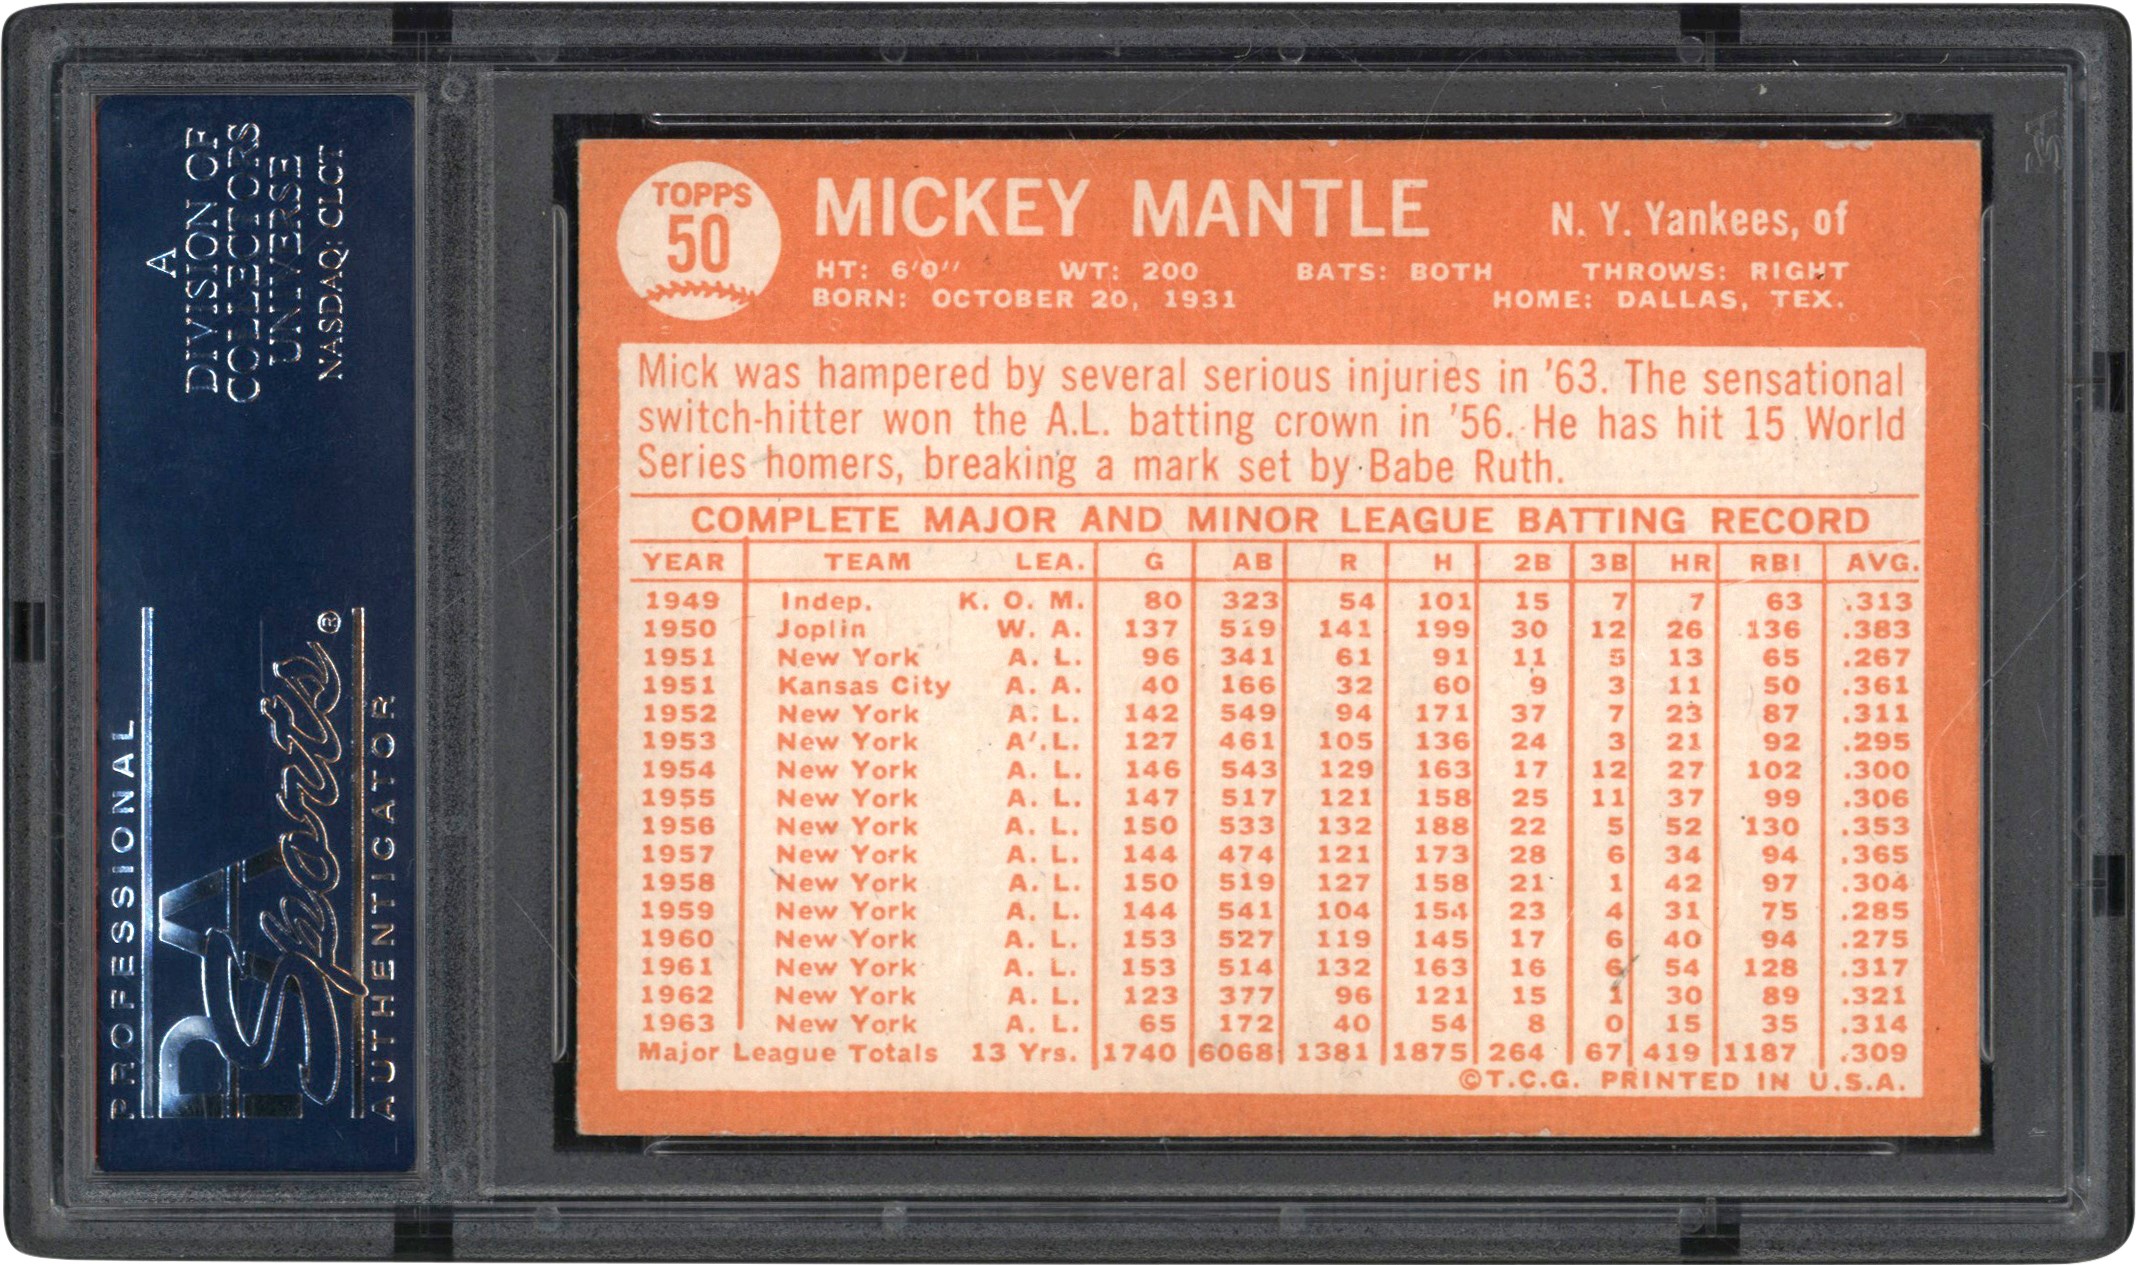 A
DIVISION OF
COLLECTORS
UNIVERSE
NASDAQ: CLCT
PROFESSIONAL
PSA
Sports®
AUTHENTICATOR
TOPPS
50
MICKEY MANTLE
N. Y. Yankees, of
HT: 6'0" WT: 200 BATS: BOTH THROWS: RIGHT
BORN: OCTOBER 20, 1931 HOME: DALLAS, TEX.
Mick was hampered by several serious injuries in '63. The sensational
switch-hitter won the A.L. batting crown in '56. He has hit 15 World
Series homers, breaking a mark set by Babe Ruth.
COMPLETE MAJOR AND MINOR LEAGUE BATTING RECORD
YEAR TEAM LEA. G AB R H 2B 3B HR RBI AVG.
1949 Indep. K. O. M. 80 323 54 101 15 7 7 63 .313
1950 Joplin W. A. 137 519 141 199 30 12 26 136 .383
1951 New York A. L. 96 341 61 91 11 5 13 65 .267
1951 Kansas City A. A. 40 166 32 60 9 3 11 50 .361
1952 New York A. L. 142 549 94 171 37 7 23 87 .311
1953 New York A. L. 127 461 105 136 24 3 21 92 .295
1954 New York A. L. 146 543 129 163 17 12 27 102 .300
1955 New York A. L. 147 517 121 158 25 11 37 99 .306
1956 New York A. L. 150 533 132 188 22 5 52 130 .353
1957 New York A. L. 144 474 121 173 28 6 34 94 .365
1958 New York A. L. 150 519 127 158 21 1 42 97 .304
1959 New York A. L. 144 541 104 154 23 4 31 75 .285
1960 New York A. L. 153 527 119 145 17 6 40 94 .275
1961 New York A. L. 153 514 132 163 16 6 54 128 .317
1962 New York A. L. 123 377 96 121 15 1 30 89 .321
1963 New York A. L. 65 172 40 54 8 0 15 35 .314
Major League Totals 13 Yrs. 1740 6068 1381 1875 264 67 419 1187 .309
©T.C.G. PRINTED IN U.S.A.